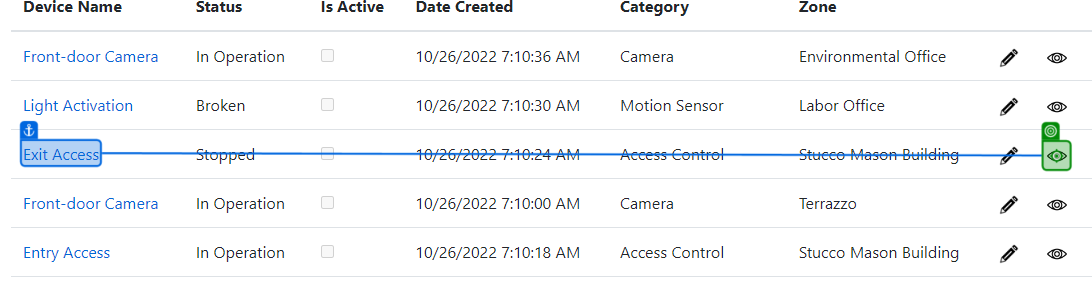 Device Name Status Is Active Date Created Category Zone
Front-door Camera In Operation 10/26/2022 7:10:36 AM Camera Environmental Office
Light Activation Broken 10/26/2022 7:10:30 AM Motion Sensor Labor Office
Exit Access Stopped 10/26/2022 7:10:24 AM Access Control Stucco Mason Building
Front-door Camera In Operation 10/26/2022 7:10:00 AM Camera Terrazzo
Entry Access In Operation 10/26/2022 7:10:18 AM Access Control Stucco Mason Building